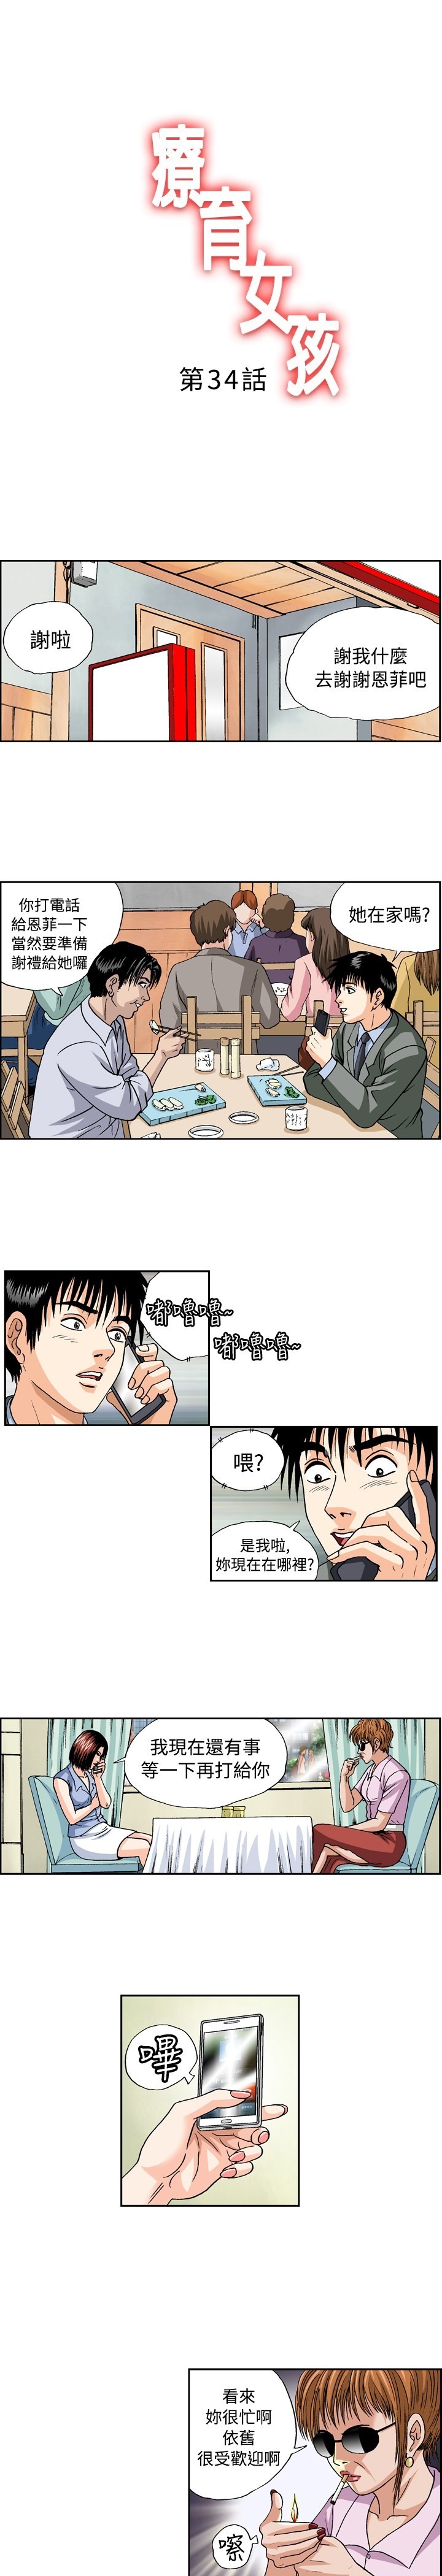 療育女孩
第34話
謝啦
謝我什麼
去謝謝恩菲吧
你打電話
給恩菲一下
當然要準備
謝禮給她囉
她在家嗎?
嘟嚕嚕~
嘟嚕嚕~
喂?
是我啦,
妳現在在哪裡?
我現在還有事
等一下再打給你
嗶
看來
妳很忙啊
依舊
很受歡迎啊
嚓